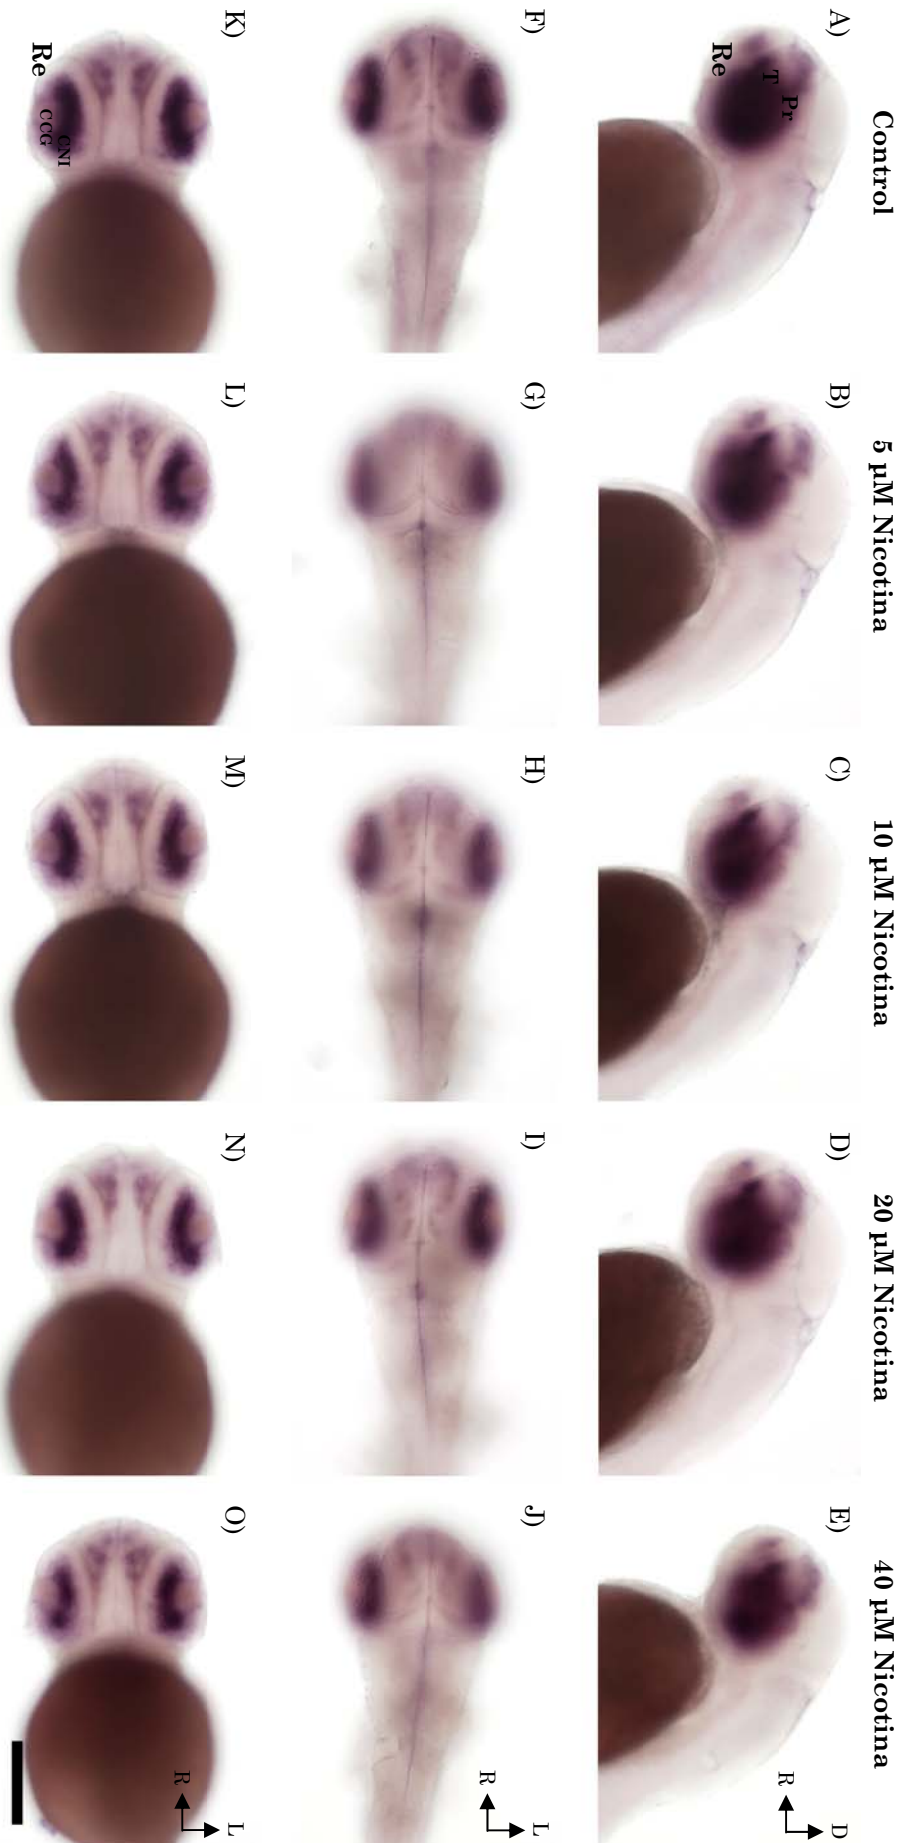 Control
5 µM Nicotina
10 µM Nicotina
20 µM Nicotina
40 µM Nicotina
A)
B)
C)
D)
E)
Re
T
Pr
D
R
F)
G)
H)
I)
J)
L
R
K)
L)
M)
N)
O)
Re
CNI
CCG
L
R